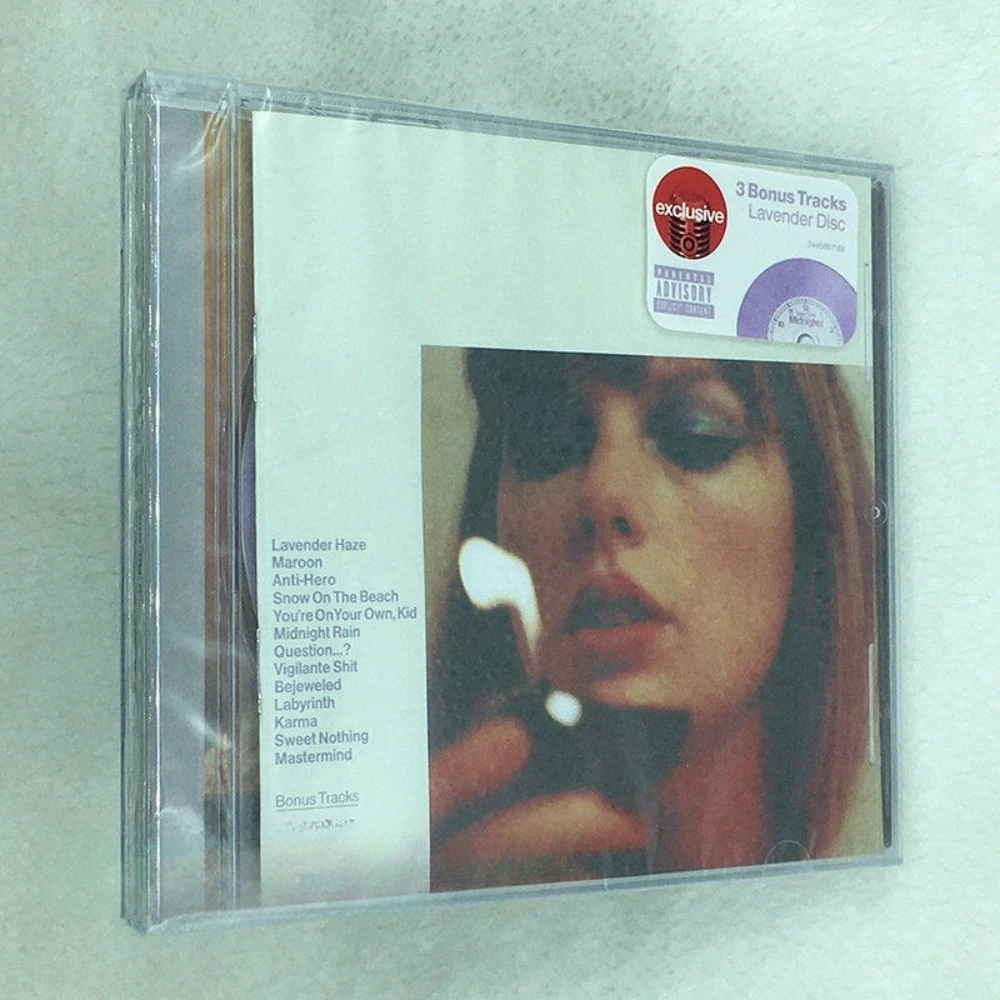 exclusive
3 Bonus Tracks
Lavender Disc
PARENTAL
ADVISORY
EXPLICIT CONTENT
Midnights
Lavender Haze
Maroon
Anti-Hero
Snow On The Beach
You're On Your Own, Kid
Midnight Rain
Question...?
Vigilante Shit
Bejeweled
Labyrinth
Karma
Sweet Nothing
Mastermind
Bonus Tracks